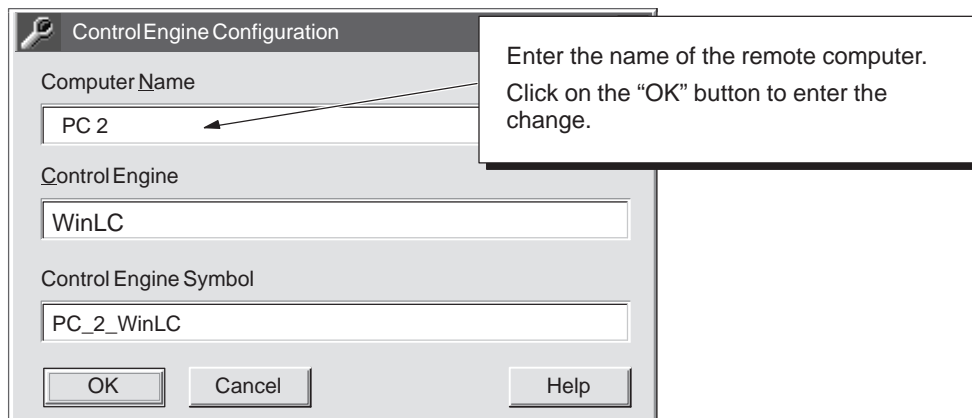 Control Engine Configuration
Enter the name of the remote computer.
Click on the “OK” button to enter the
change.
Computer Name
PC 2
Control Engine
WinLC
Control Engine Symbol
PC_2_WinLC
OK Cancel Help